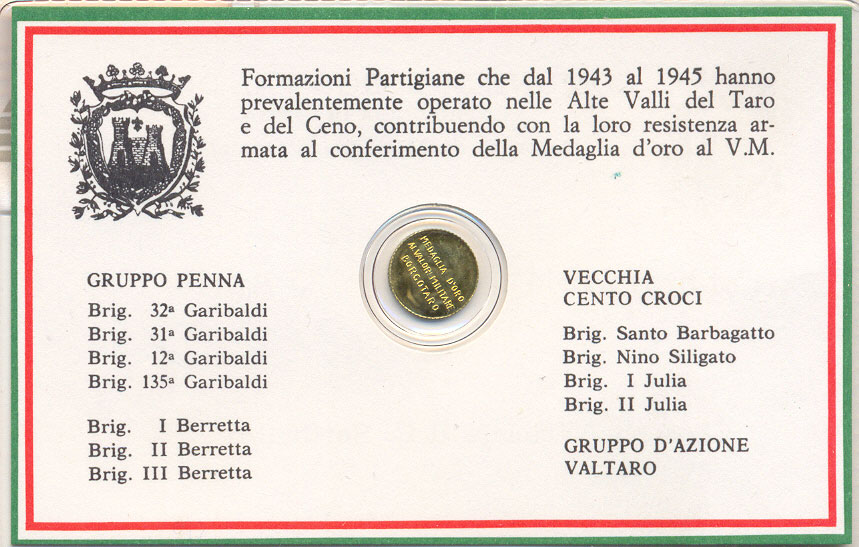 Formazioni Partigiane che dal 1943 al 1945 hanno
prevalentemente operato nelle Alte Valli del Taro
e del Ceno, contribuendo con la loro resistenza ar-
mata al conferimento della Medaglia d'oro al V.M.
MEDAGLIA D'ORO
AL VALOR MILITARE
BORGOTARO
GRUPPO PENNA
Brig. 32ª Garibaldi
Brig. 31ª Garibaldi
Brig. 12ª Garibaldi
Brig. 135ª Garibaldi
Brig. I Berretta
Brig. II Berretta
Brig. III Berretta
VECCHIA
CENTO CROCI
Brig. Santo Barbagatto
Brig. Nino Siligato
Brig. I Julia
Brig. II Julia
GRUPPO D'AZIONE
VALTARO